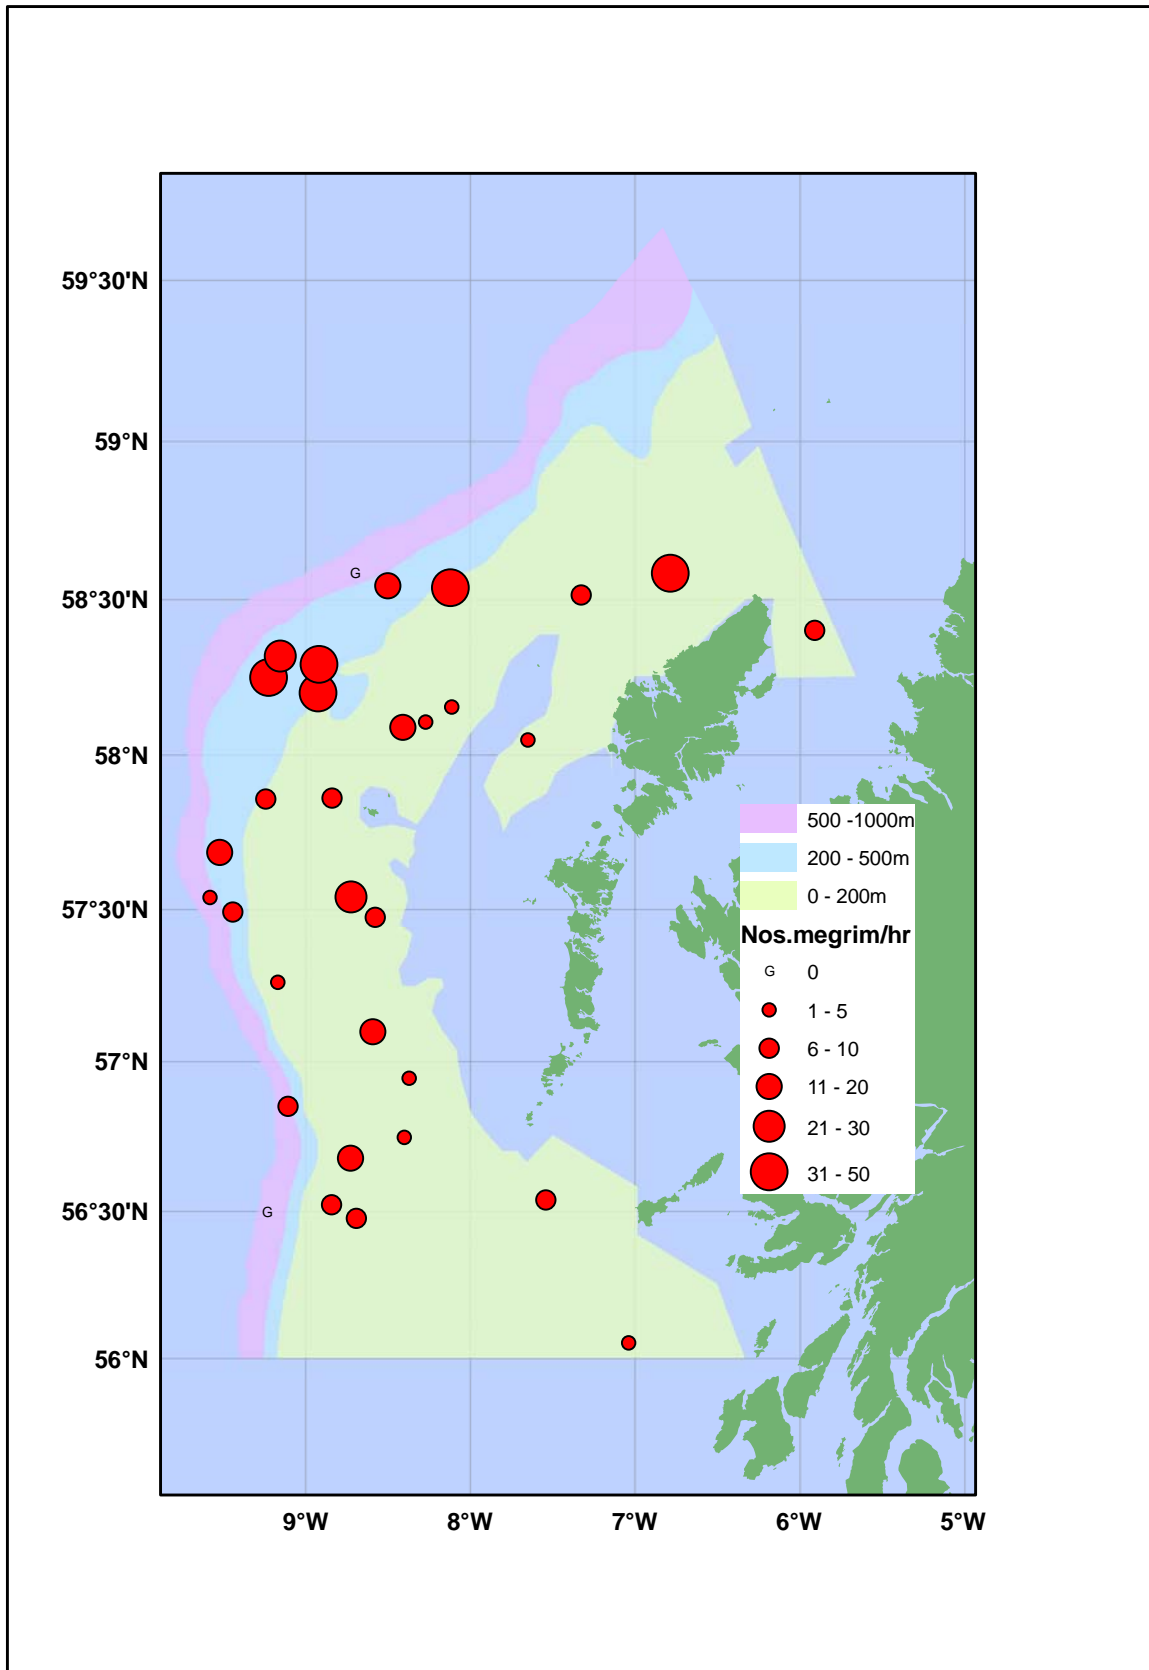 59°30'N
59°N
G
58°30'N
58°N
500 -1000m
200 - 500m
0 - 200m
57°30'N
Nos.megrim/hr
G 0
1 - 5
6 - 10
57°N
11 - 20
21 - 30
31 - 50
G
56°30'N
56°N
9°W 8°W 7°W 6°W 5°W